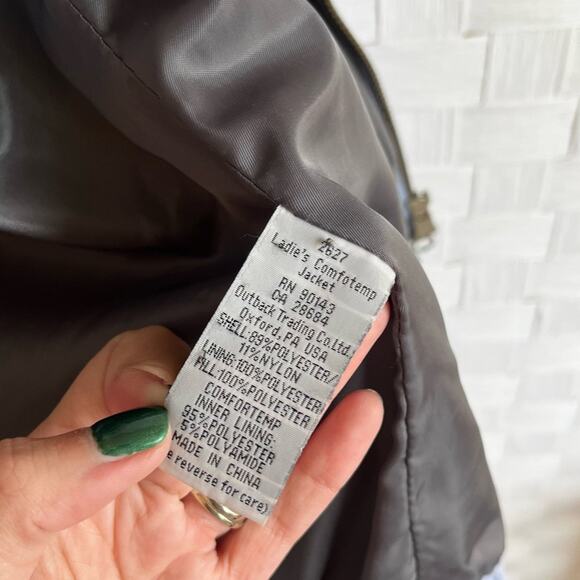 2627
Ladie's Comfotemp
Jacket
RN 90143
CA 28684
Outback Trading Co.Ltd.
Oxford, PA USA
SHELL:89%POLYESTER/
11%NYLON
LINING:100%POLYESTER
FILL:100%POLYESTER
COMFORTEMP
INNER LINING:
95%POLYESTER
5%POLYAMIDE
MADE IN CHINA
reverse for care)